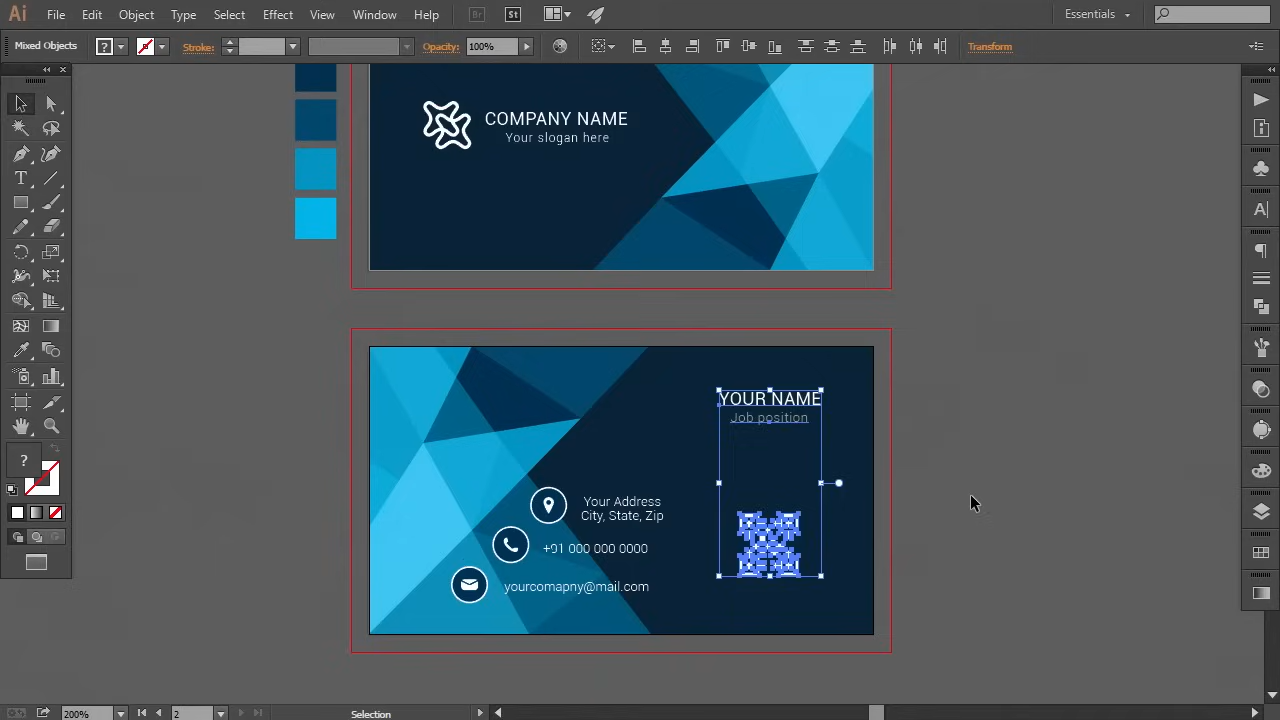 Ai File Edit Object Type Select Effect View Window Help Br St Essentials
Mixed Objects ? Stroke: Opacity: 100% Transform
COMPANY NAME
Your slogan here
YOUR NAME
Job position
Your Address
City, State, Zip
+91 000 000 0000
yourcomapny@mail.com
?
200% 2 Selection